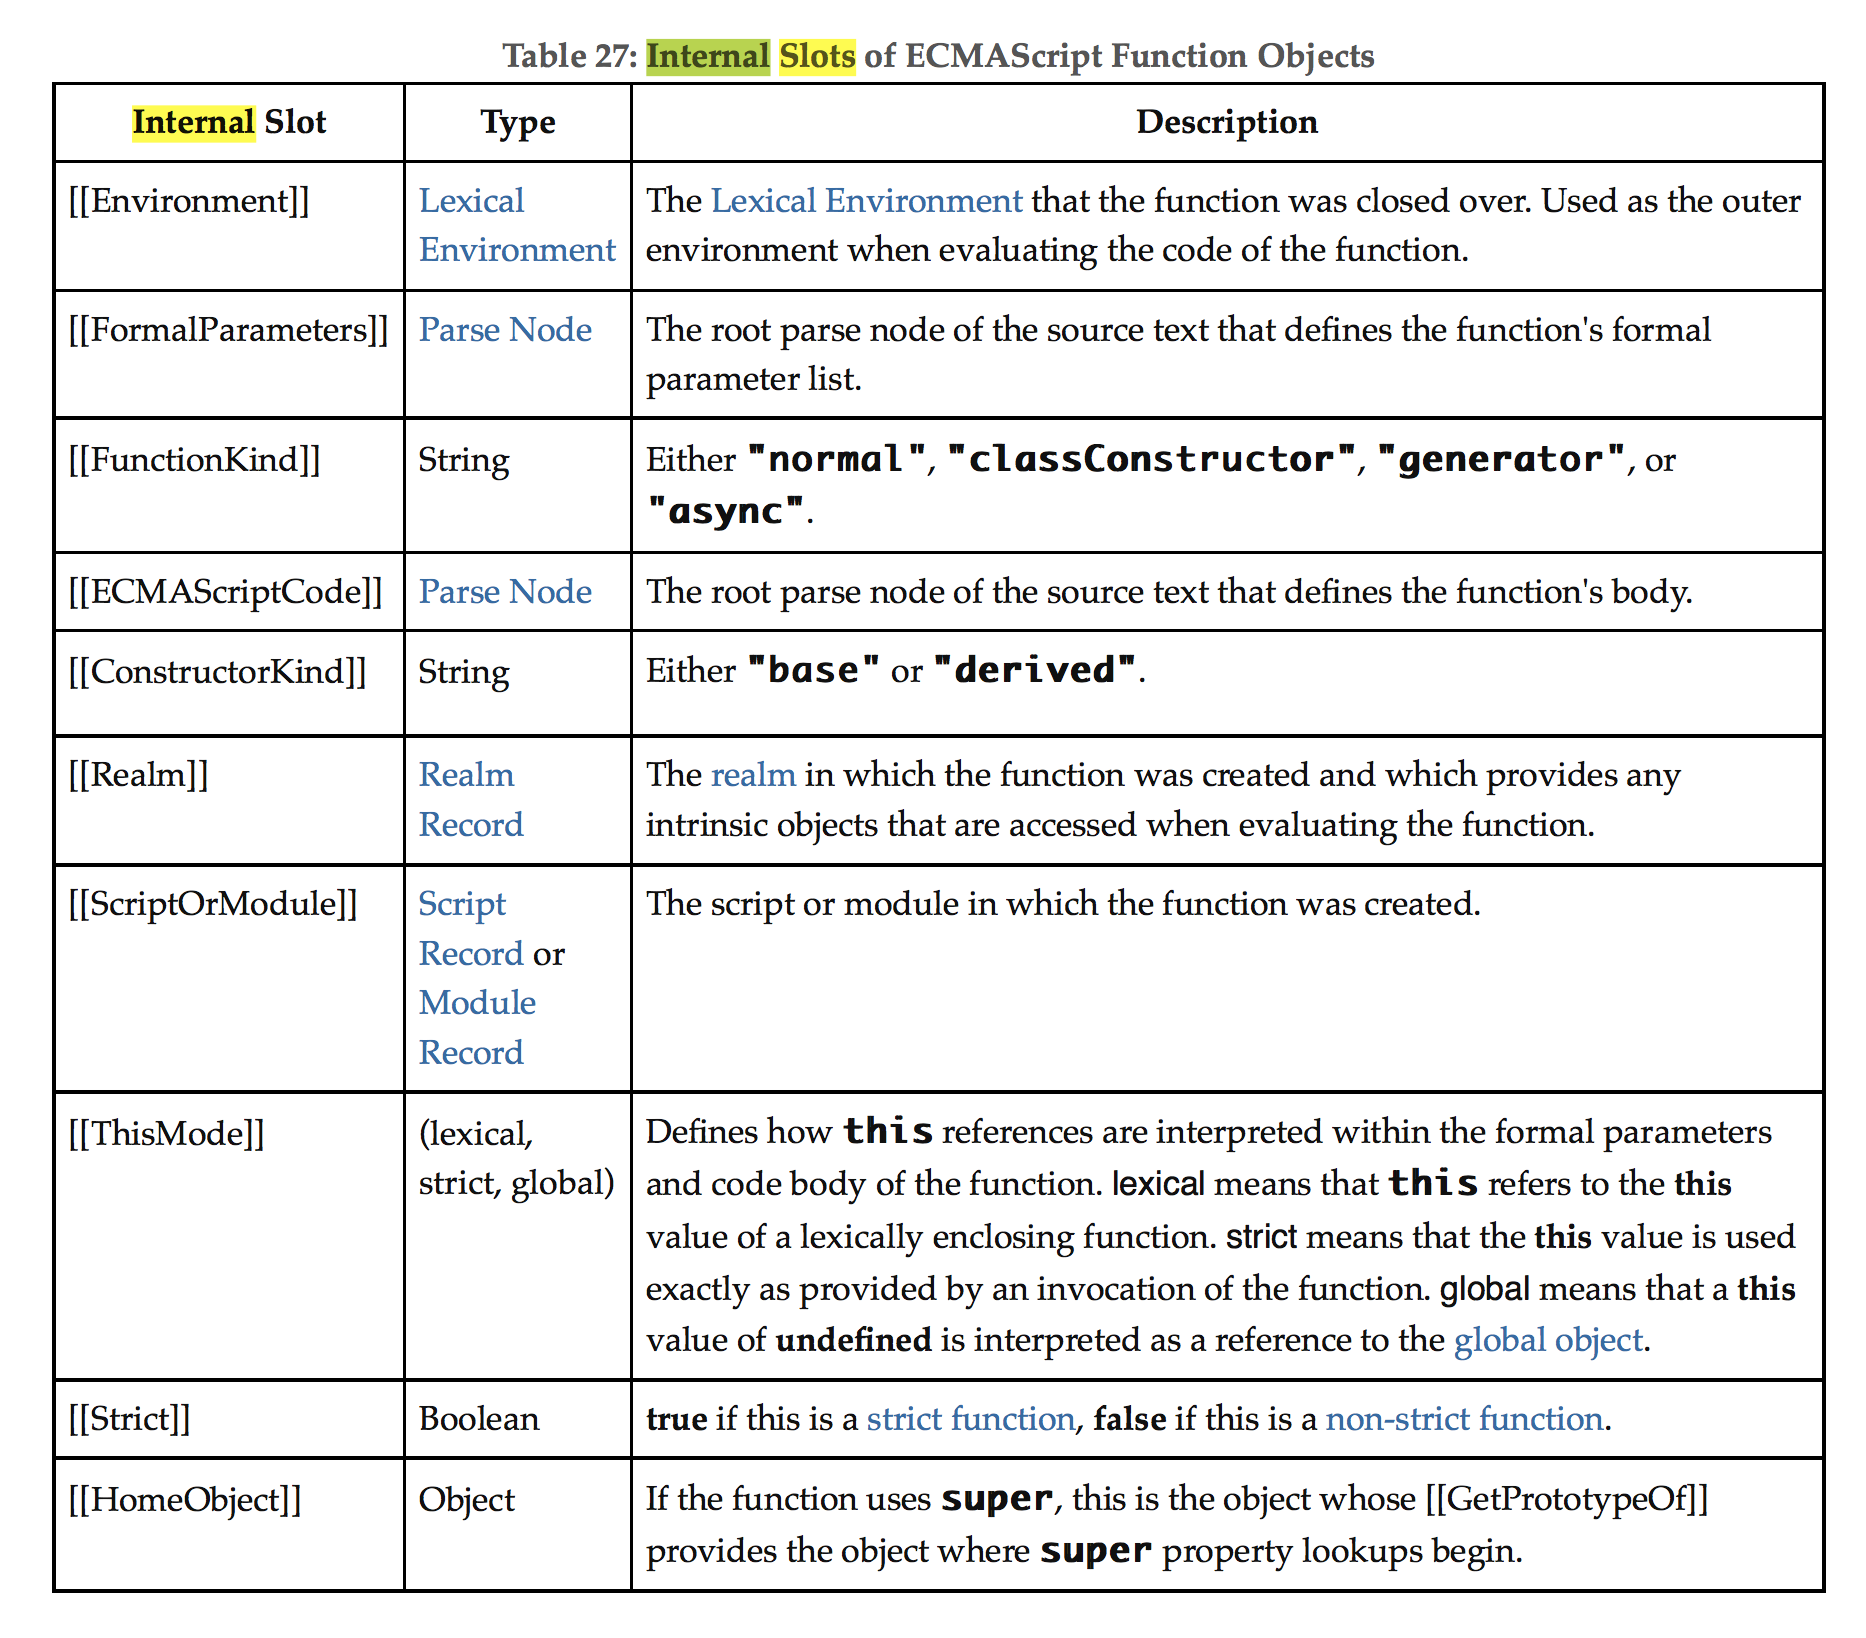 Table 27: Internal Slots of ECMAScript Function Objects
Internal Slot Type Description
[[Environment]]
Lexical
Environment
The Lexical Environment that the function was closed over. Used as the outer
environment when evaluating the code of the function.
[[FormalParameters]]
Parse Node
The root parse node of the source text that defines the function's formal
parameter list.
[[FunctionKind]]
String
Either "normal", "classConstructor", "generator", or
"async".
[[ECMAScriptCode]]
Parse Node
The root parse node of the source text that defines the function's body.
[[ConstructorKind]]
String
Either "base" or "derived".
[[Realm]]
Realm
Record
The realm in which the function was created and which provides any
intrinsic objects that are accessed when evaluating the function.
[[ScriptOrModule]]
Script
Record or
Module
Record
The script or module in which the function was created.
[[ThisMode]]
(lexical,
strict, global)
Defines how this references are interpreted within the formal parameters
and code body of the function. lexical means that this refers to the this
value of a lexically enclosing function. strict means that the this value is used
exactly as provided by an invocation of the function. global means that a this
value of undefined is interpreted as a reference to the global object.
[[Strict]]
Boolean
true if this is a strict function, false if this is a non-strict function.
[[HomeObject]]
Object
If the function uses super, this is the object whose [[GetPrototypeOf]]
provides the object where super property lookups begin.